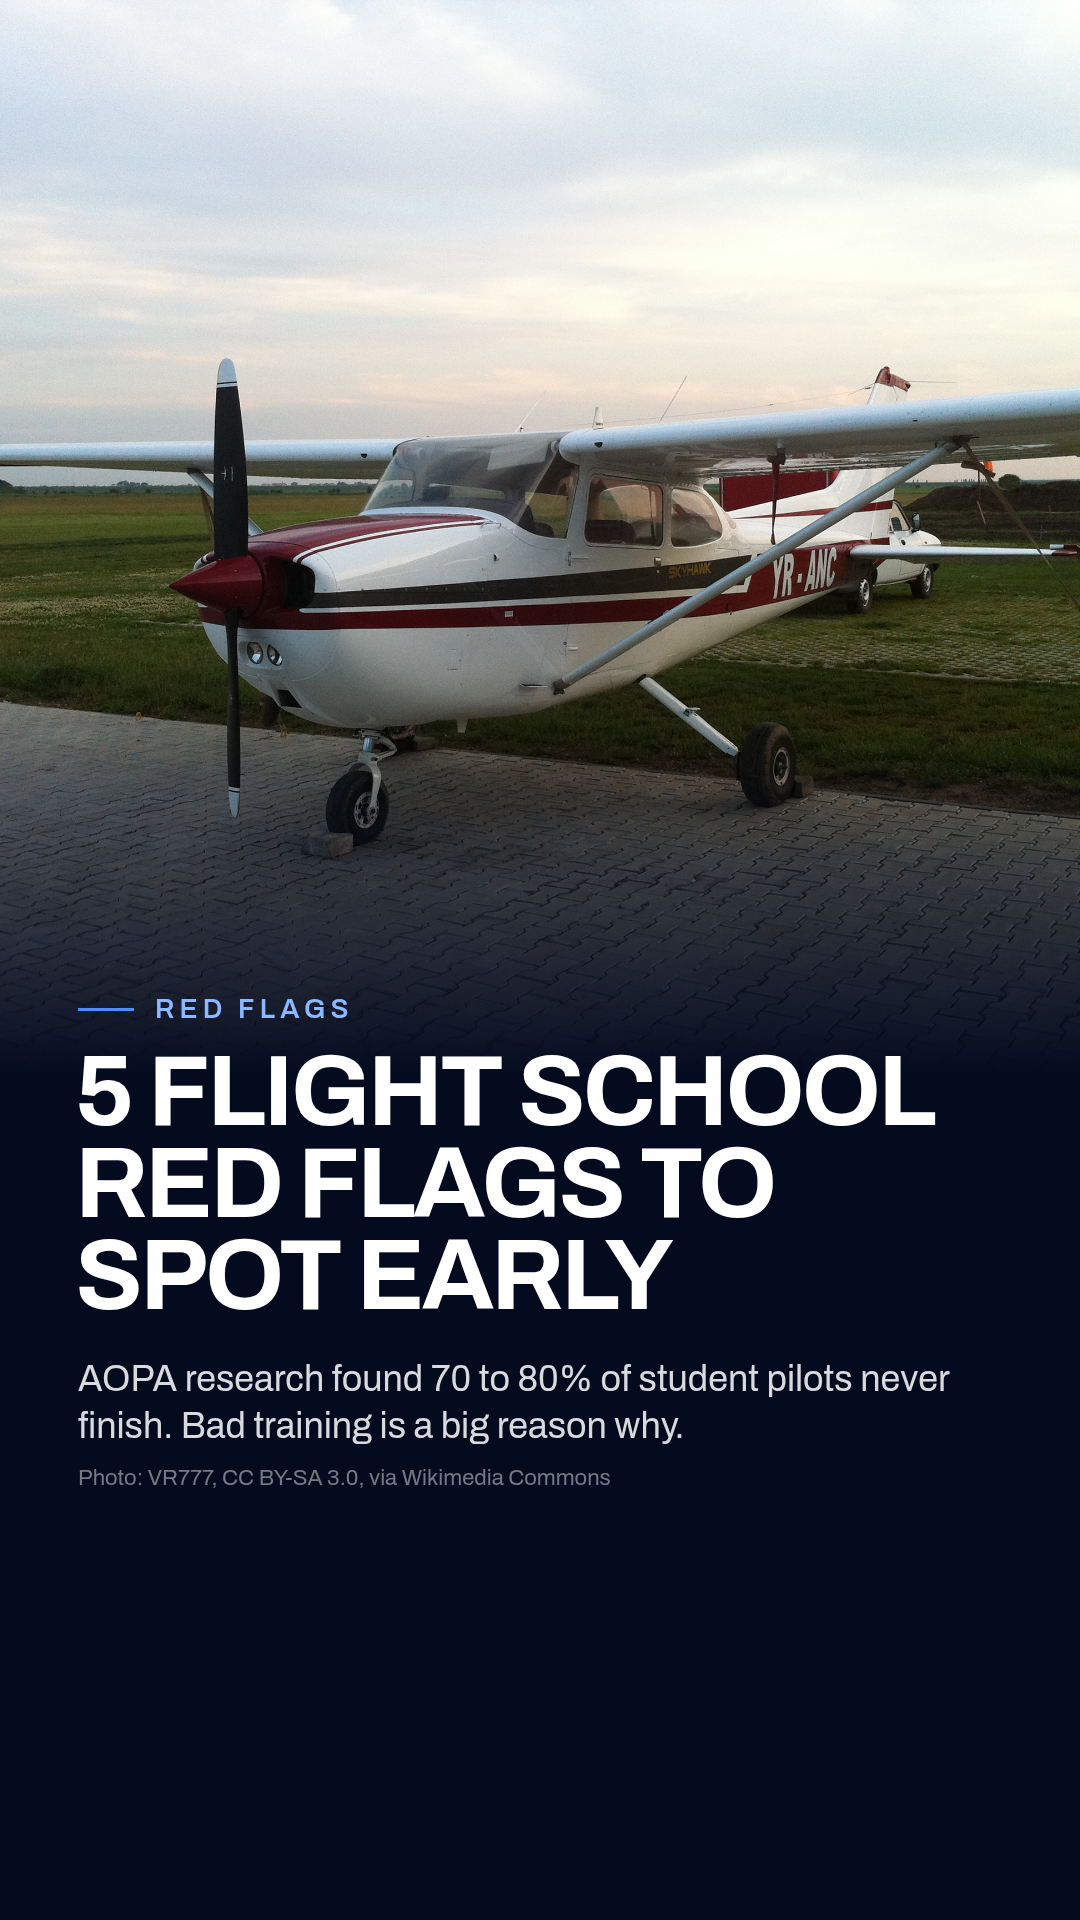 SKYHAWK
YR-ANC
RED FLAGS
5 FLIGHT SCHOOL
RED FLAGS TO
SPOT EARLY
AOPA research found 70 to 80% of student pilots never
finish. Bad training is a big reason why.
Photo: VR777, CC BY-SA 3.0, via Wikimedia Commons